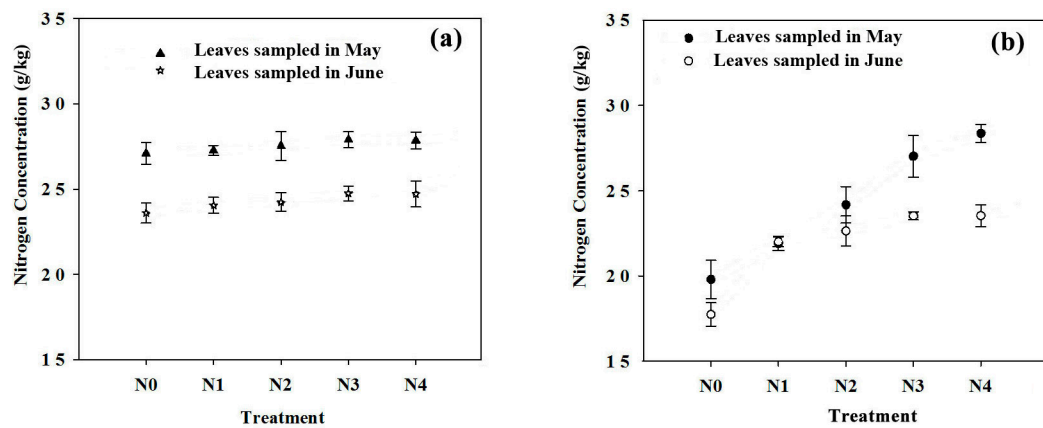 (a)
Leaves sampled in May
Leaves sampled in June
Nitrogen Concentration (g/kg)
3 5
3 0
2 5
2 0
1 5
N0 N1 N2 N3 N4
Treatment
(b)
Leaves sampled in May
Leaves sampled in June
Nitrogen Concentration (g/kg)
3 5
3 0
2 5
2 0
1 5
N0 N1 N2 N3 N4
Treatment